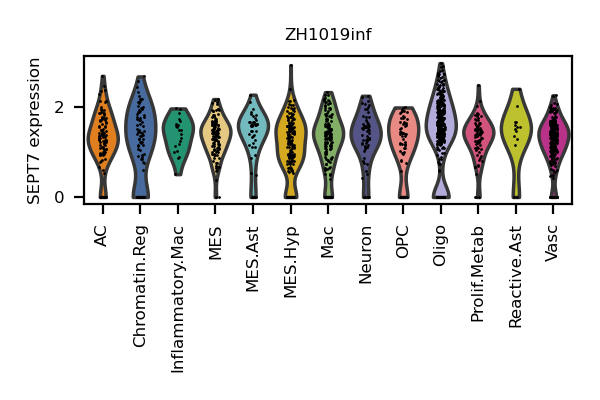 ZH1019inf
SEPT7 expression
2
0
AC
Chromatin.Reg
Inflammatory.Mac
MES
MES.Ast
MES.Hyp
Mac
Neuron
OPC
Oligo
Prolif.Metab
Reactive.Ast
Vasc